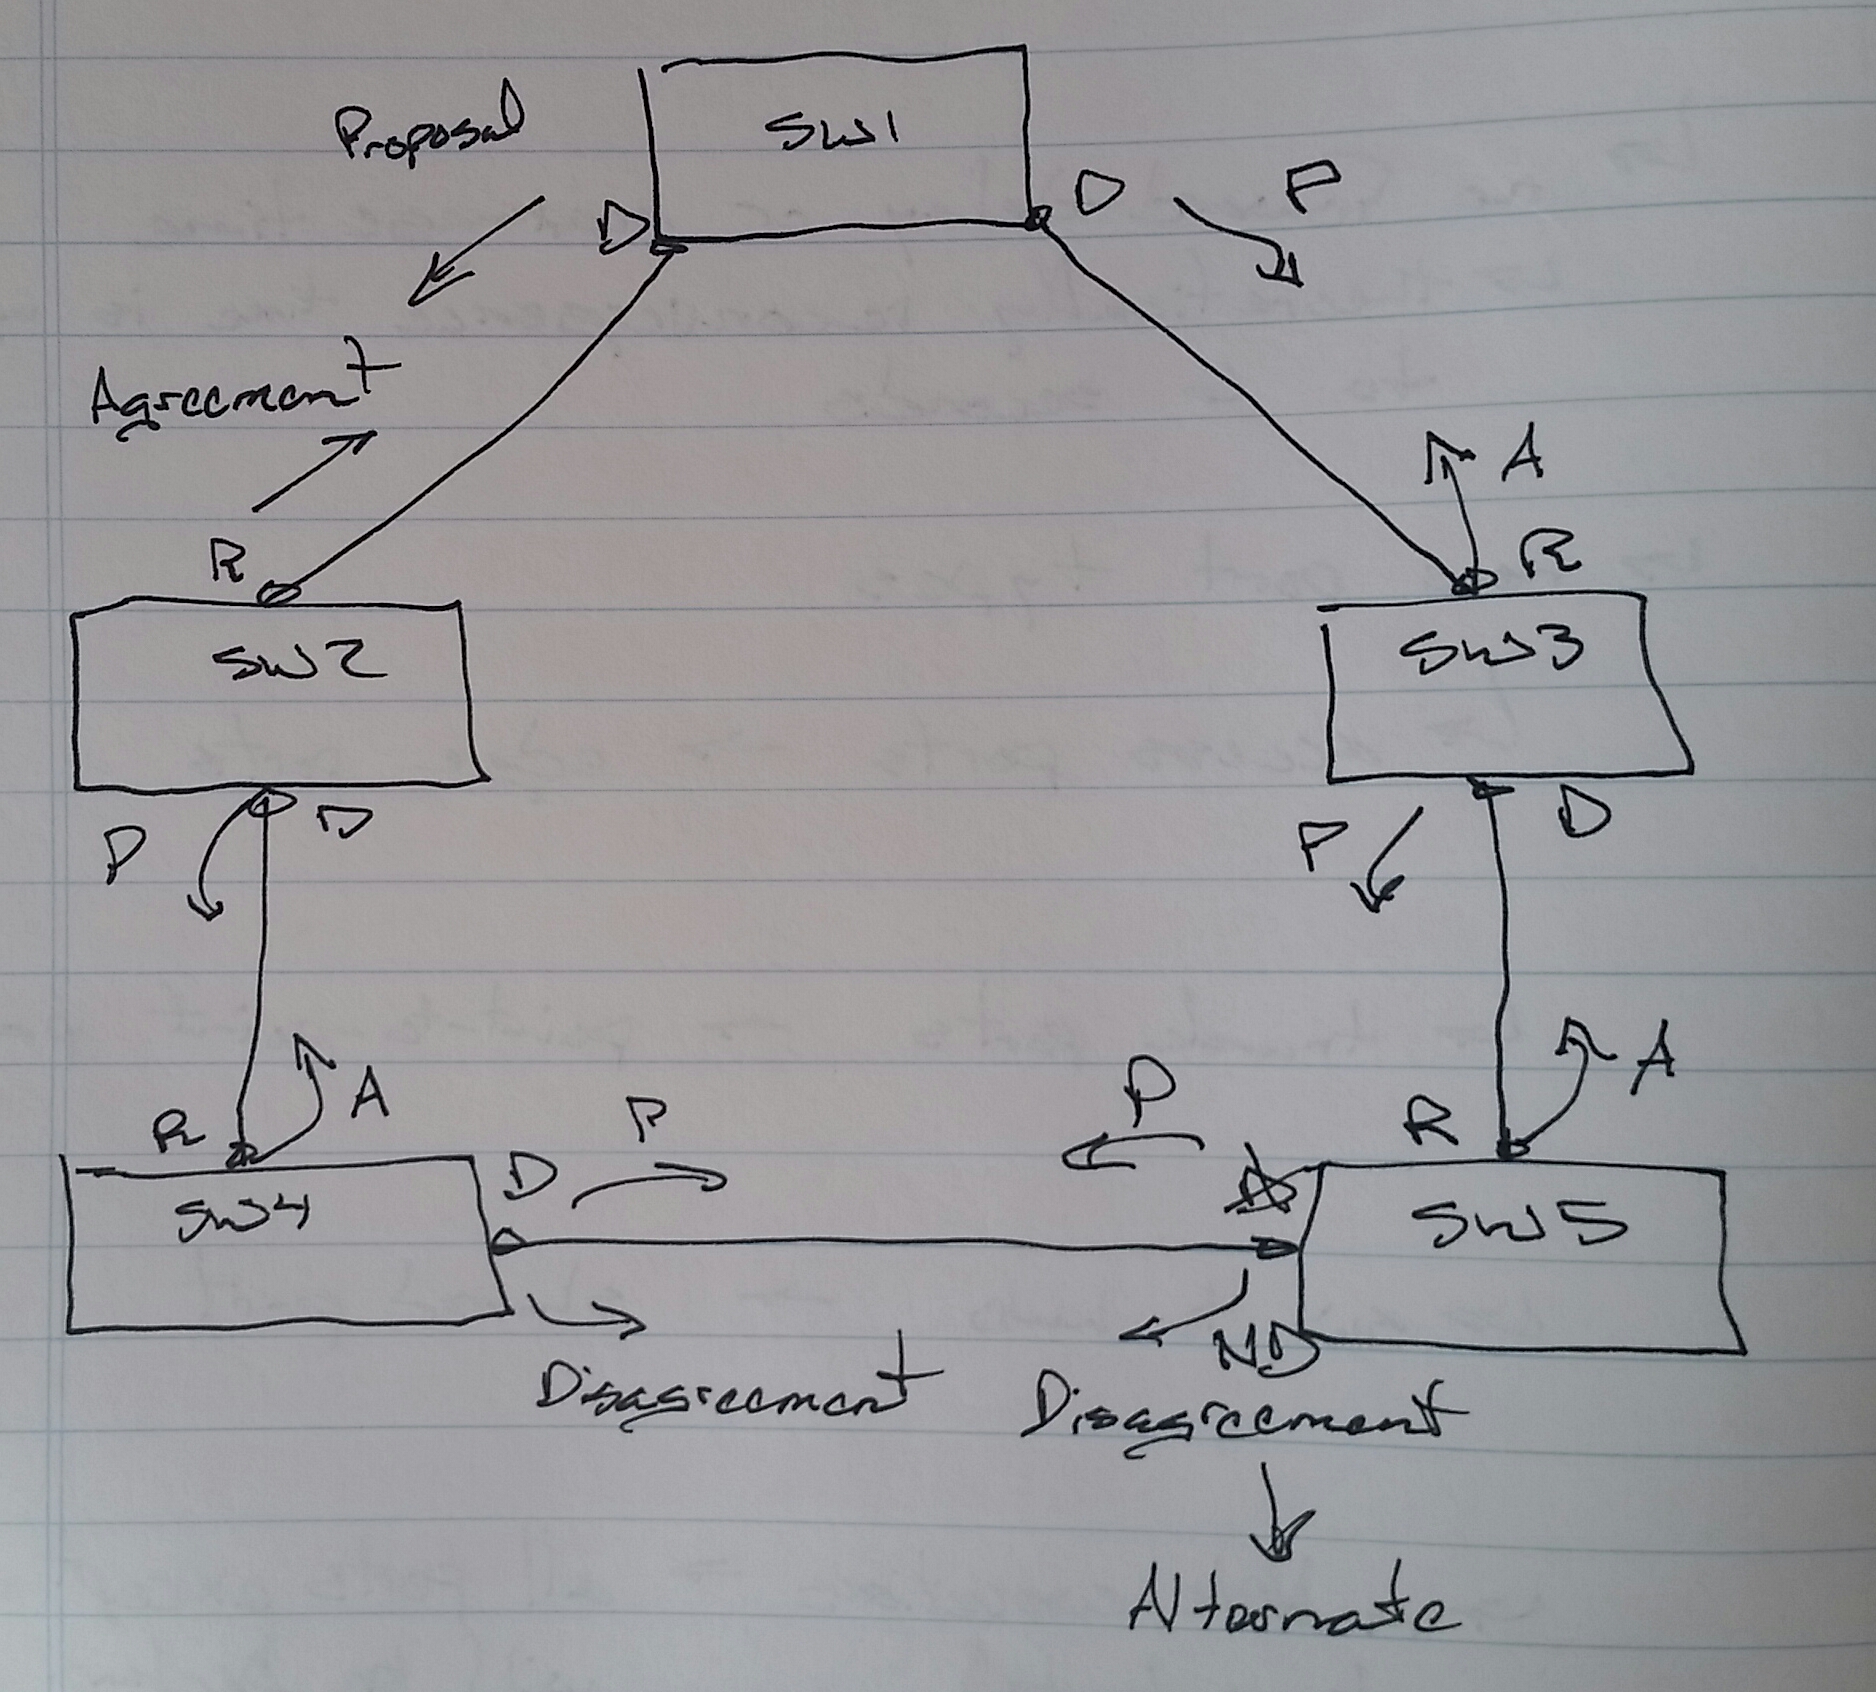 SW1
Proposal
D
D
P
Agreement
A
R
R
SW2
SW3
P
D
P
D
R
A
P
P
R
A
D
SW4
SW5
ND
Disagreement
Disagreement
Alternate